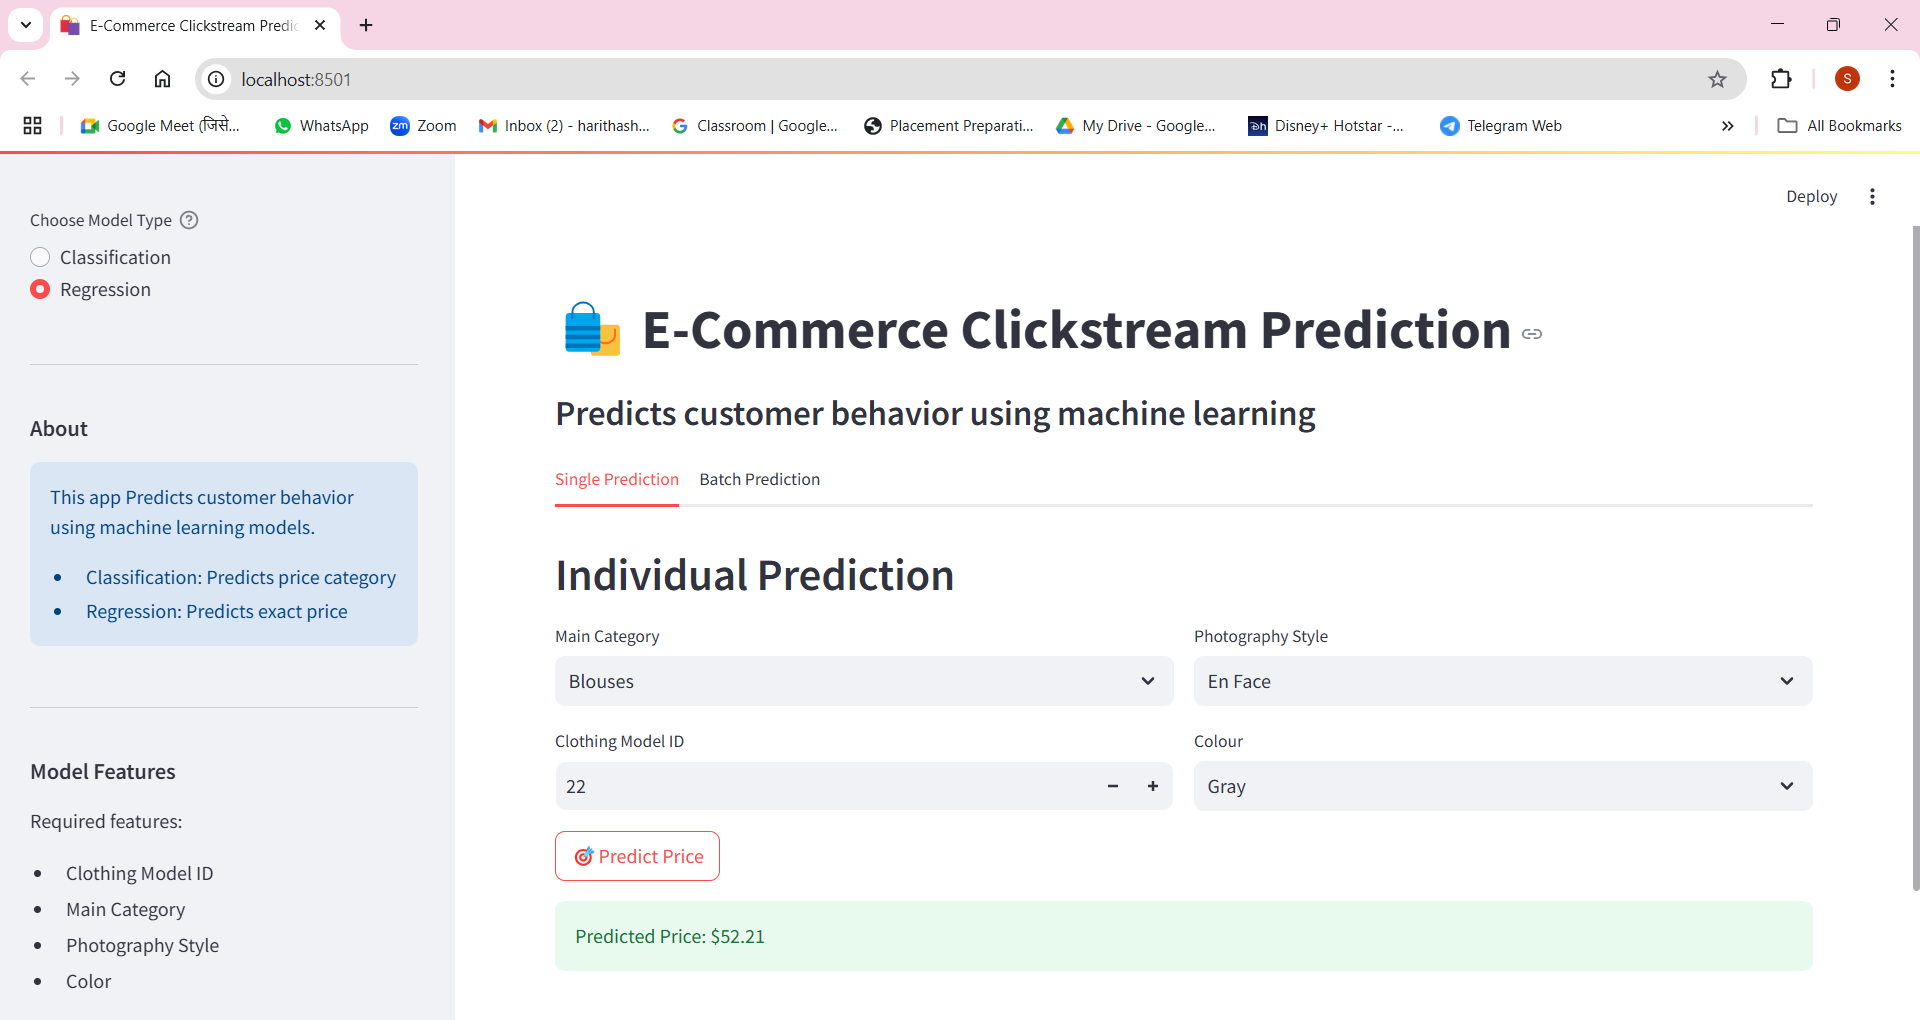 E-Commerce Clickstream Predic
localhost:8501
S
Google Meet (जिसे...
WhatsApp
zm Zoom
Inbox (2) - harithash...
Classroom | Google...
Placement Preparati...
My Drive - Google...
Disney+ Hotstar -...
Telegram Web
All Bookmarks
Deploy
Choose Model Type
Classification
Regression
About
This app Predicts customer behavior
using machine learning models.
• Classification: Predicts price category
• Regression: Predicts exact price
Model Features
Required features:
• Clothing Model ID
• Main Category
• Photography Style
• Color
E-Commerce Clickstream Prediction
Predicts customer behavior using machine learning
Single Prediction Batch Prediction
Individual Prediction
Main Category
Blouses
Photography Style
En Face
Clothing Model ID
22
Colour
Gray
Predict Price
Predicted Price: $52.21